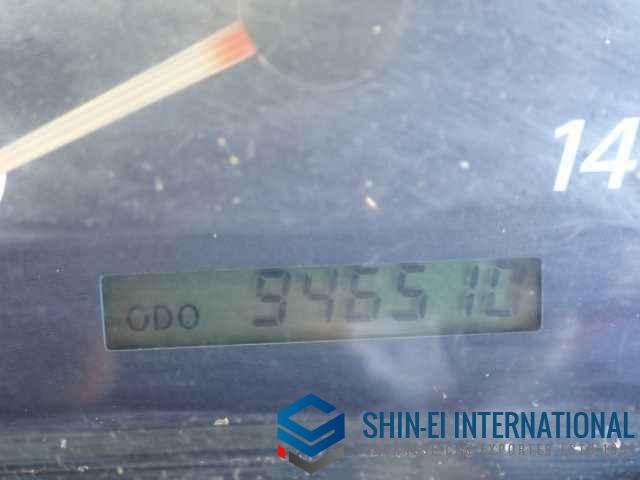 14
ODO 946510
SHIN-EI INTERNATIONAL